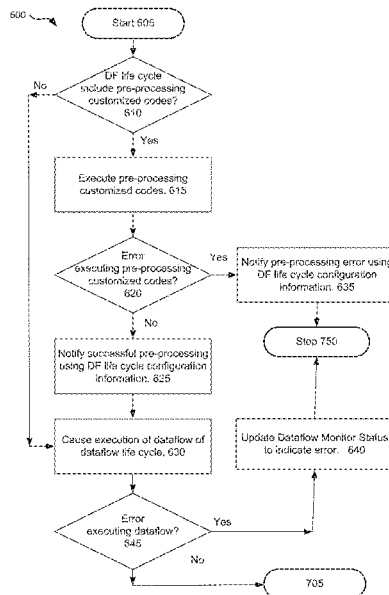 600
Start 605
DF life cycle
include pre-processing
customized codes?
610
No
Yes
Execute pre-processing
customized codes. 615
Error
executing pre-processing
customized codes?
620
Yes
Notify pre-processing error using
DF life cycle configuration
information. 635
No
Stop 750
Notify successful pre-processing
using DF life cycle configuration
information. 625
Cause execution of dataflow of
dataflow life cycle. 630
Update Dataflow Monitor Status
to indicate error. 640
Error
executing dataflow?
645
Yes
No
705